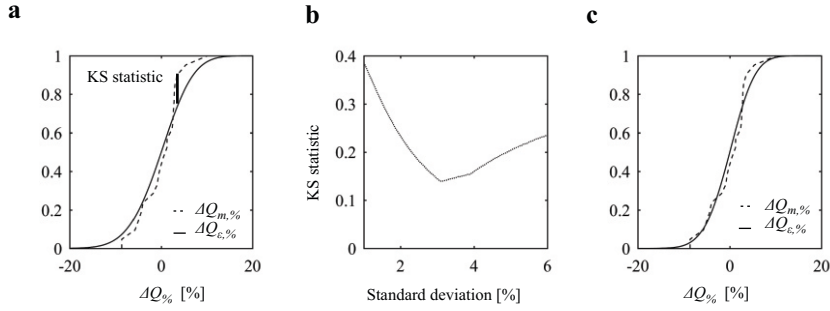 a
1
0.8
0.6
0.4
0.2
0
-20
0
20
KS statistic
ΔQm,%
ΔQε,%
ΔQ% [%]
b
0.4
0.3
0.2
0.1
0
2
4
6
KS statistic
Standard deviation [%]
c
1
0.8
0.6
0.4
0.2
0
-20
0
20
ΔQm,%
ΔQε,%
ΔQ% [%]